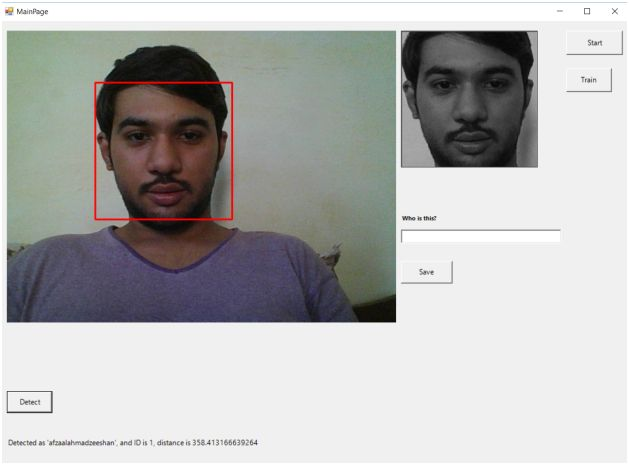 MainPage
Start
Train
Who is this?
Save
Detect
Detected as 'afzaalahmadzeeshan', and ID is 1, distance is 358.413166639264